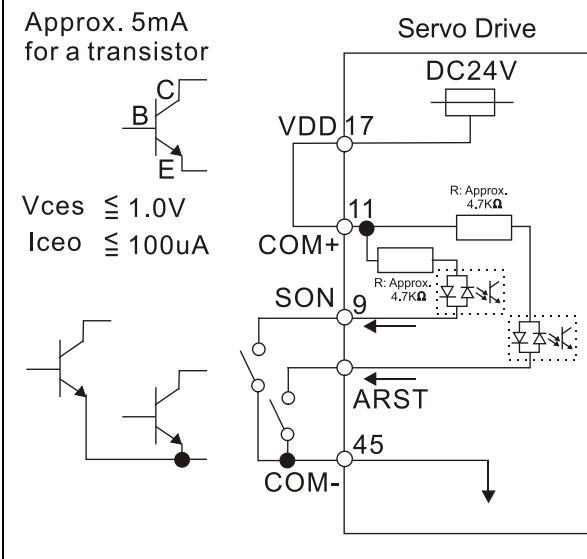 Approx. 5mA
for a transistor
Servo Drive
DC24V
C
B
E
VDD 17
Vces ≦ 1.0V
Iceo ≦ 100uA
11
COM+
R: Approx.
4.7KΩ
R: Approx.
4.7KΩ
SON 9
ARST
45
COM-